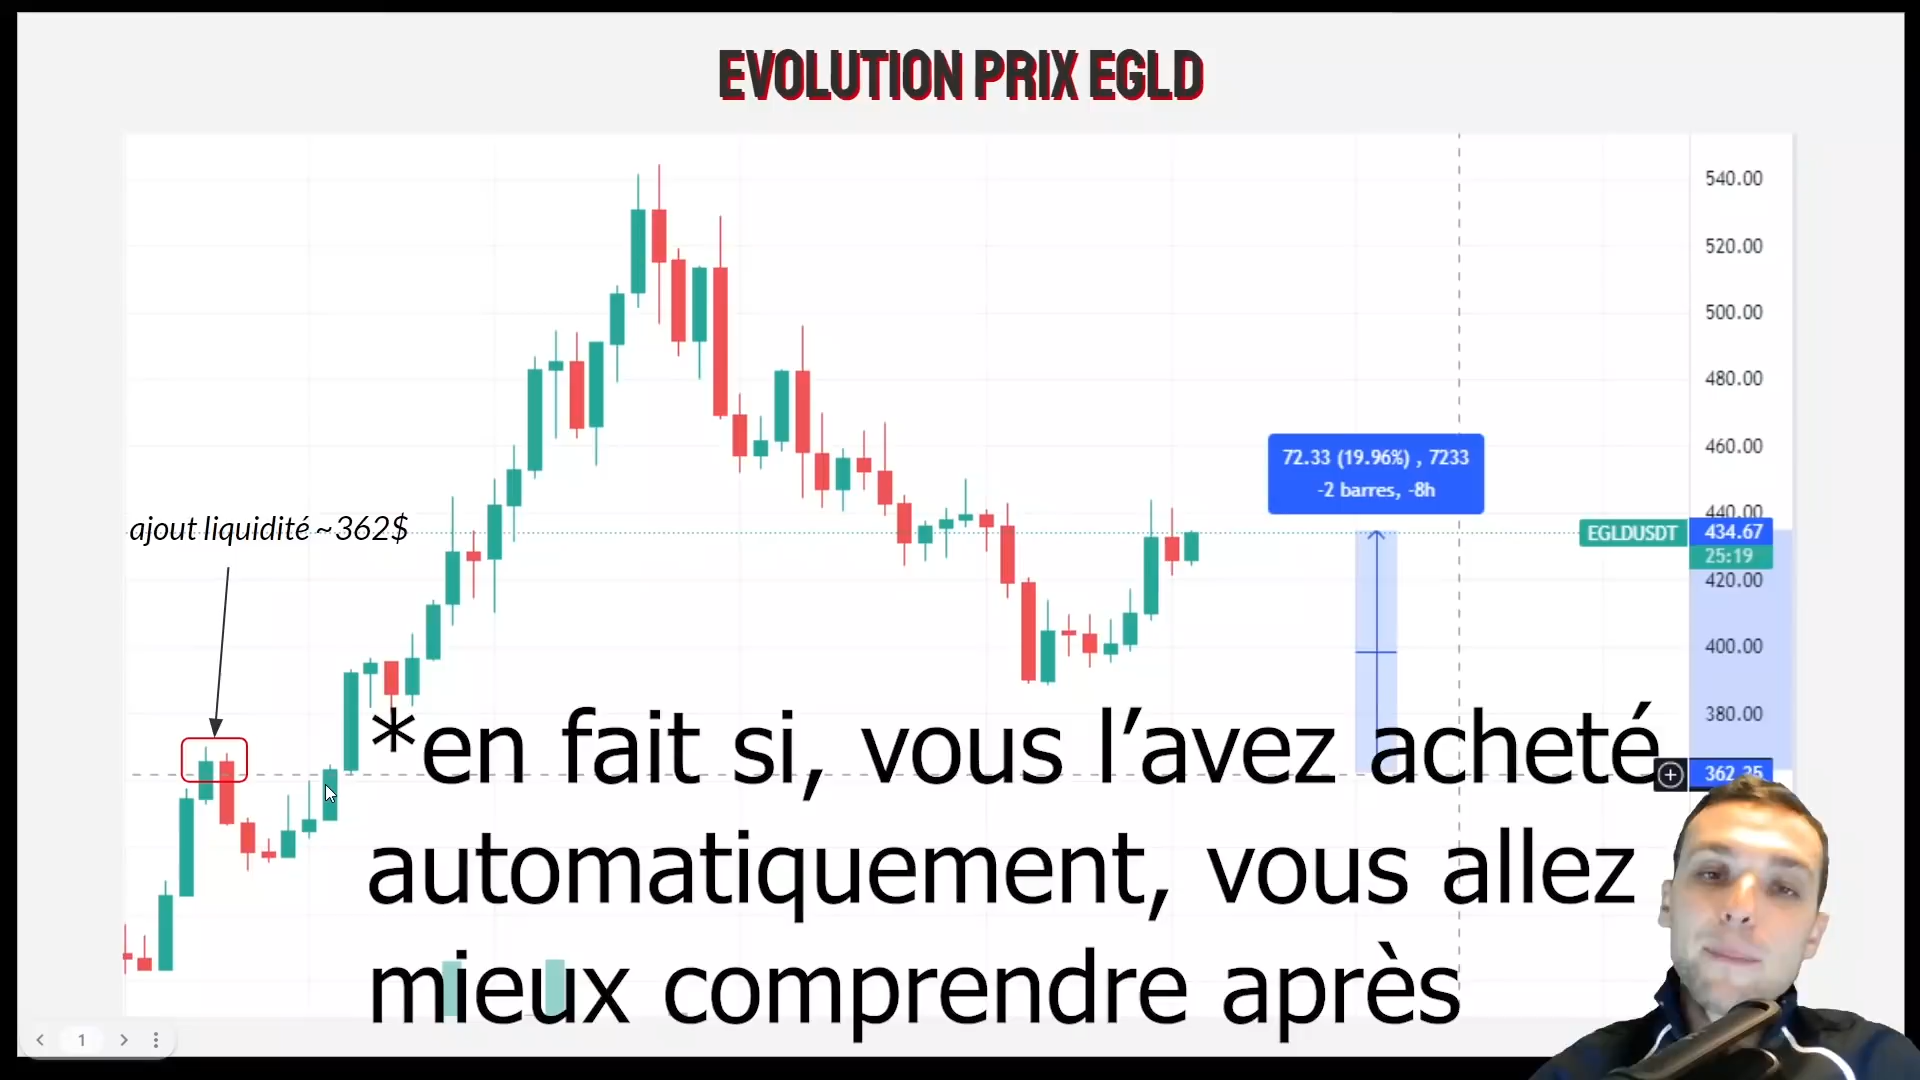 EVOLUTION PRIX EGLD
540.00
520.00
500.00
480.00
460.00
72.33 (19.96%) , 7233
-2 barres, -8h
440.00
ajout liquidité ~362$
EGLDUSDT
434.67
25:19
420.00
400.00
380.00
362.25
*en fait si, vous l’avez acheté
automatiquement, vous allez
mieux comprendre après
1